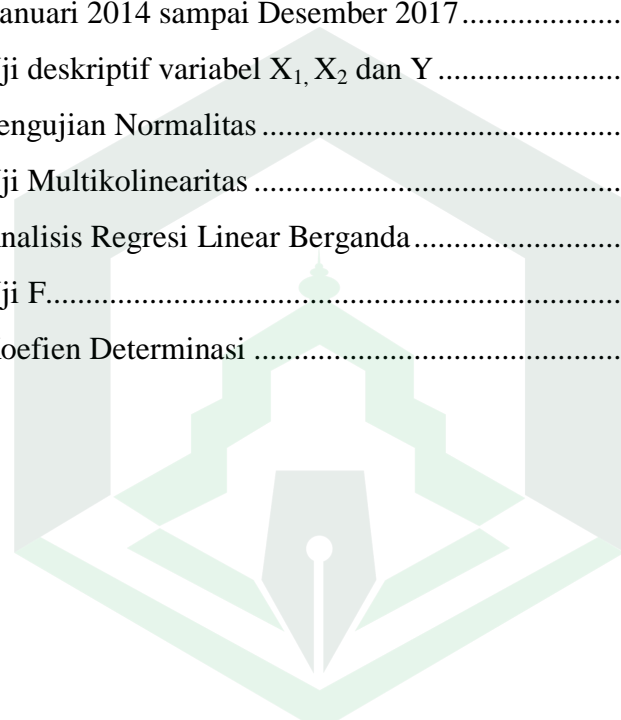 anuari 2014 sampai Desember 2017......................
ji deskriptif variabel X₁, X₂ dan Y.........................
engujian Normalitas................................................
ji Multikolinearitas.................................................
nalisis Regresi Linear Berganda............................
ji F............................................................................
oefien Determinasi.................................................